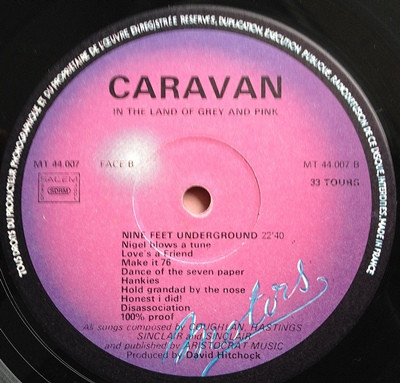 TOUS DROITS DU PRODUCTEUR PHONOGRAPHIQUE ET DU PROPRIETAIRE DE L'ŒUVRE ENREGISTREE RESERVES, DUPLICATION, EXECUTION PUBLIQUE, RADIODIFFUSION DE CE DISQUE, INTERDITES. MADE IN FRANCE
CARAVAN
IN THE LAND OF GREY AND PINK
MT 44.007 FACE B MT 44.007 B
SACEM
SDRM
33 TOURS
NINE FEET UNDERGROUND 22'40
Nigel blows a tune
Love's a Friend
Make it 76
Dance of the seven paper
Hankies
Hold grandad by the nose
Honest i did!
Disassociation
100% proof
Masters
All songs composed by COUGHLAN, HASTINGS
SINCLAIR and SINCLAIR
and published by ARISTOCRAT MUSIC
Produced by David Hitchock